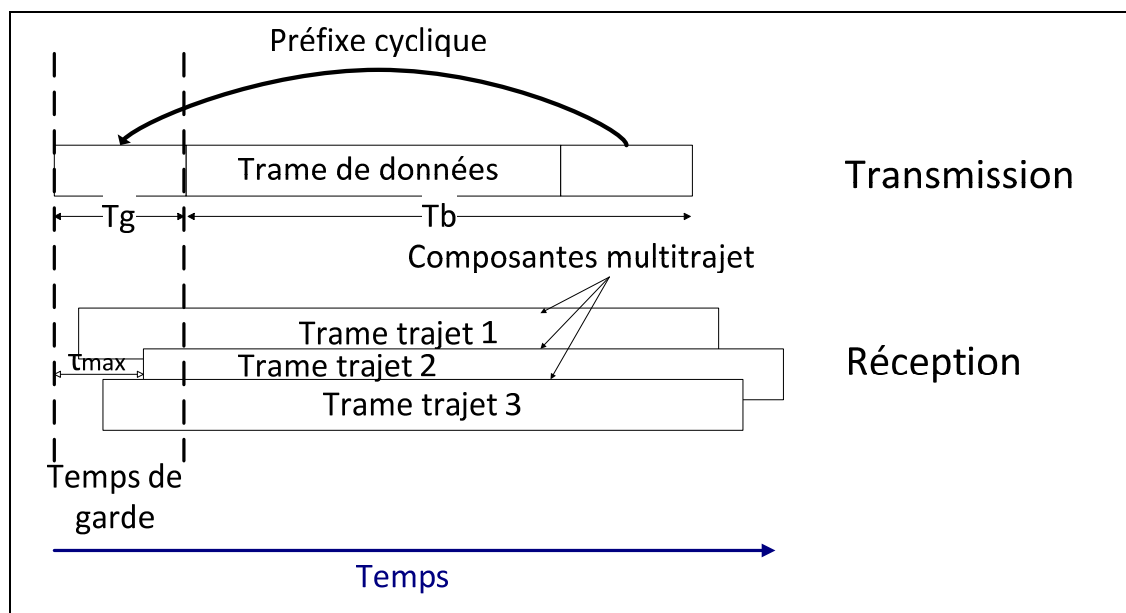 Préfixe cyclique
Trame de données
Transmission
Tg
Tb
Composantes multitrajet
Trame trajet 1
τmax
Trame trajet 2
Réception
Trame trajet 3
Temps de
garde
Temps